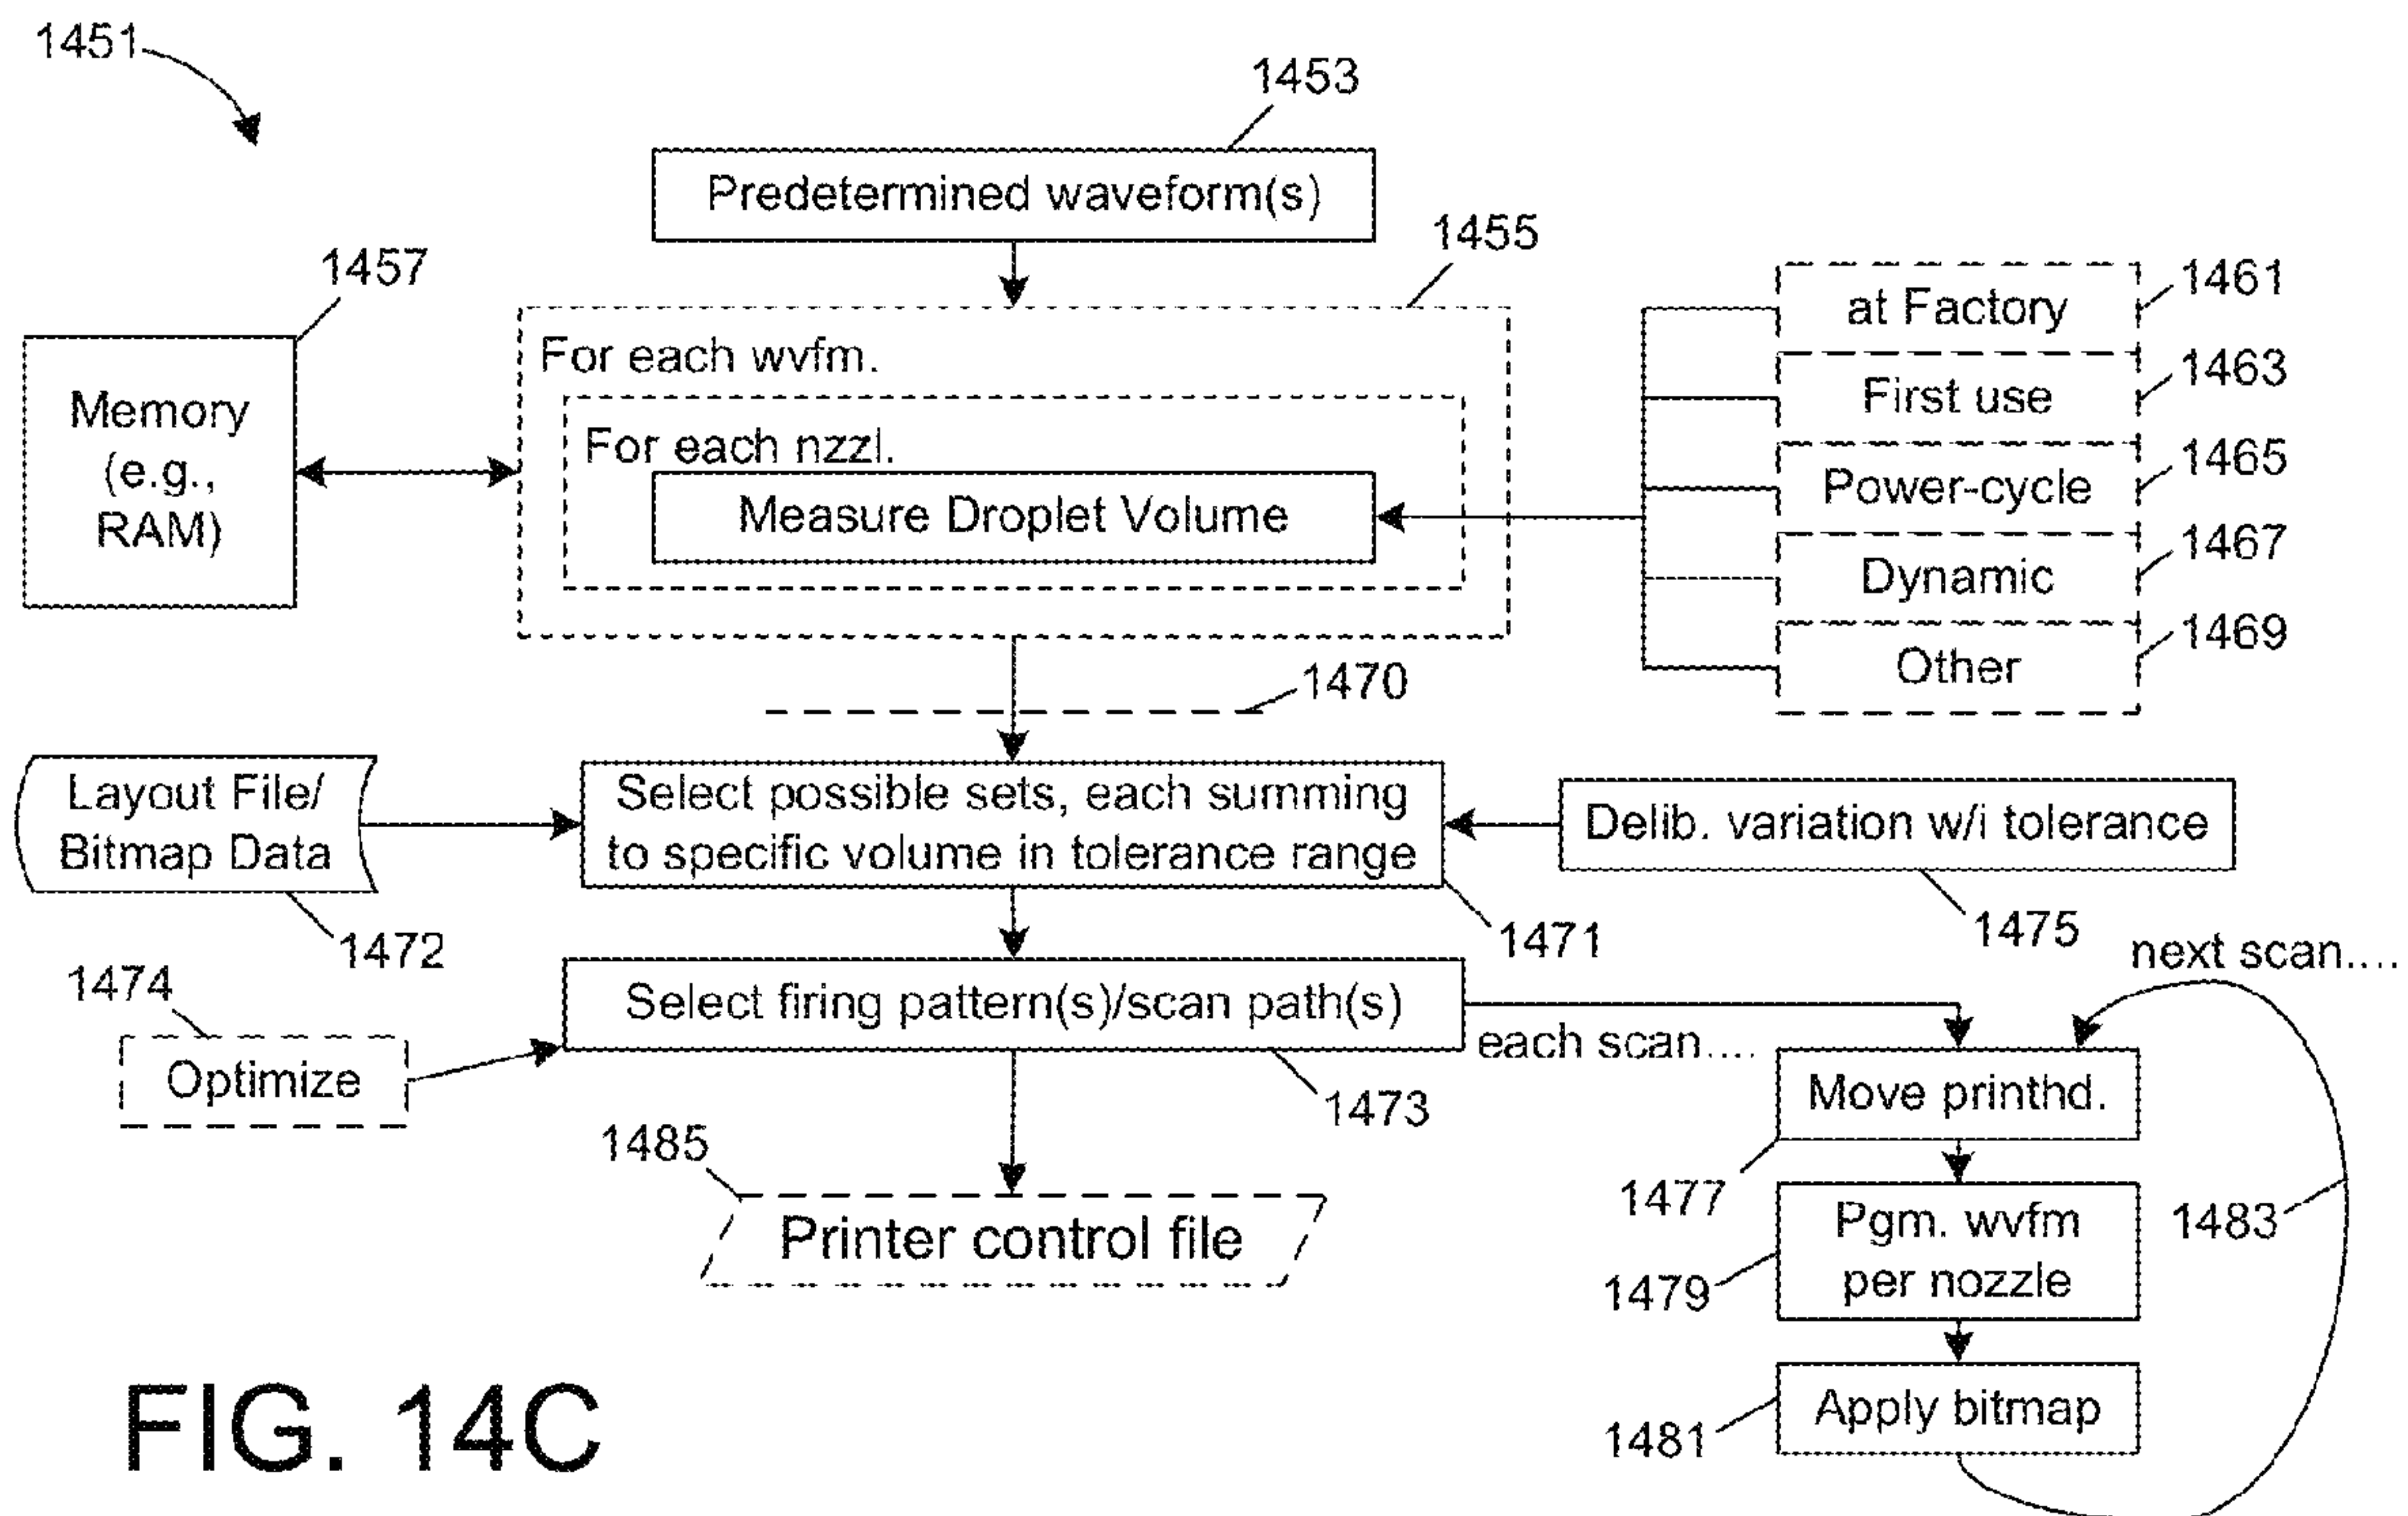 1451
1453
Predetermined waveform(s)
1455
1457
Memory
(e.g.,
RAM)
For each wvfm.
For each nzzl.
Measure Droplet Volume
at Factory
1461
First use
1463
Power-cycle
1465
Dynamic
1467
Other
1469
1470
Layout File/
Bitmap Data
1472
Select possible sets, each summing
to specific volume in tolerance range
1471
Delib. variation w/i tolerance
1475
next scan....
1474
Optimize
Select firing pattern(s)/scan path(s)
1473
each scan....
Move printhd.
1477
1485
Printer control file
Pgm. wvfm
per nozzle
1479
1483
Apply bitmap
1481
FIG. 14C